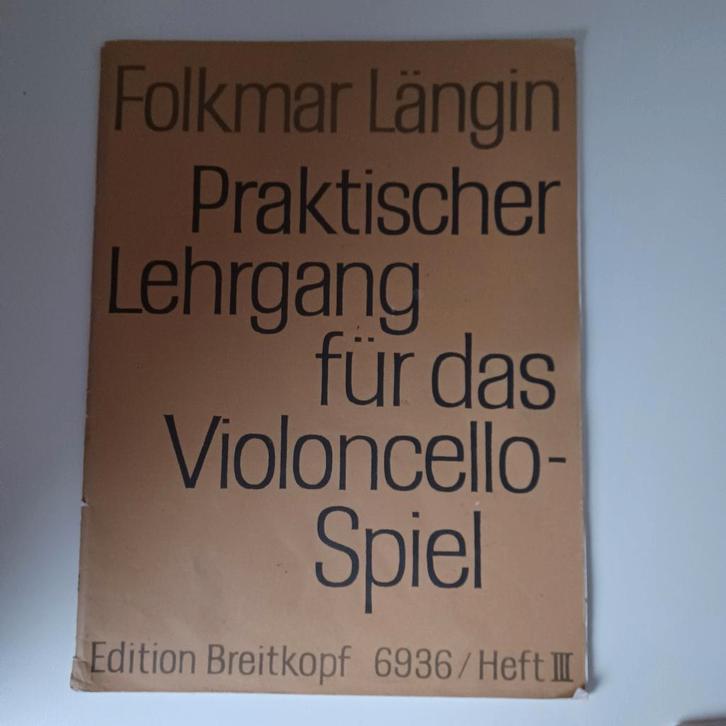 Folkmar Längin
Praktischer
Lehrgang
für das
Violoncello-
Spiel
Edition Breitkopf 6936 / Heft III